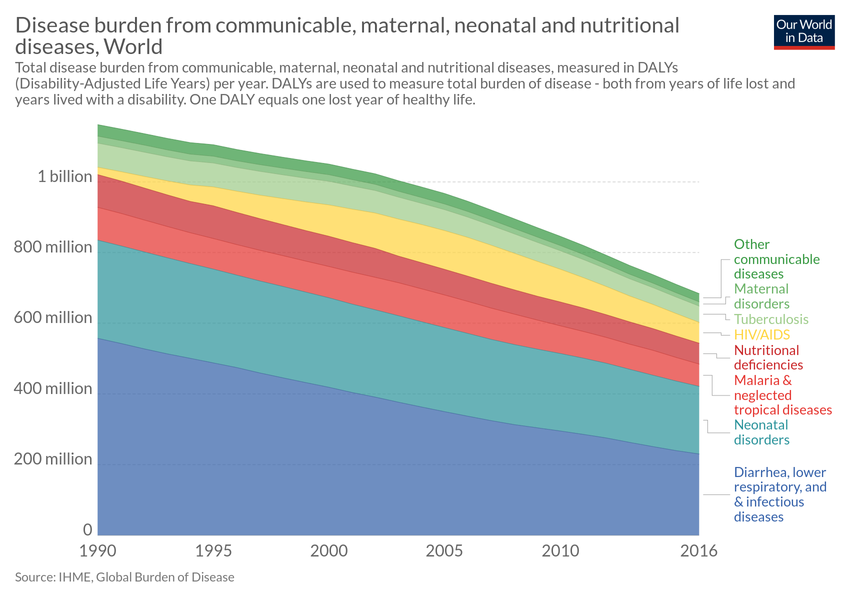 Disease burden from communicable, maternal, neonatal and nutritional
diseases, World
Our World
in Data
Total disease burden from communicable, maternal, neonatal and nutritional diseases, measured in DALYs
(Disability-Adjusted Life Years) per year. DALYs are used to measure total burden of disease - both from years of life lost and
years lived with a disability. One DALY equals one lost year of healthy life.
1 billion
800 million
600 million
400 million
200 million
0
1990
1995
2000
2005
2010
2016
Other
communicable
diseases
Maternal
disorders
Tuberculosis
HIV/AIDS
Nutritional
deficiencies
Malaria &
neglected
tropical diseases
Neonatal
disorders
Diarrhea, lower
respiratory, and
& infectious
diseases
Source: IHME, Global Burden of Disease